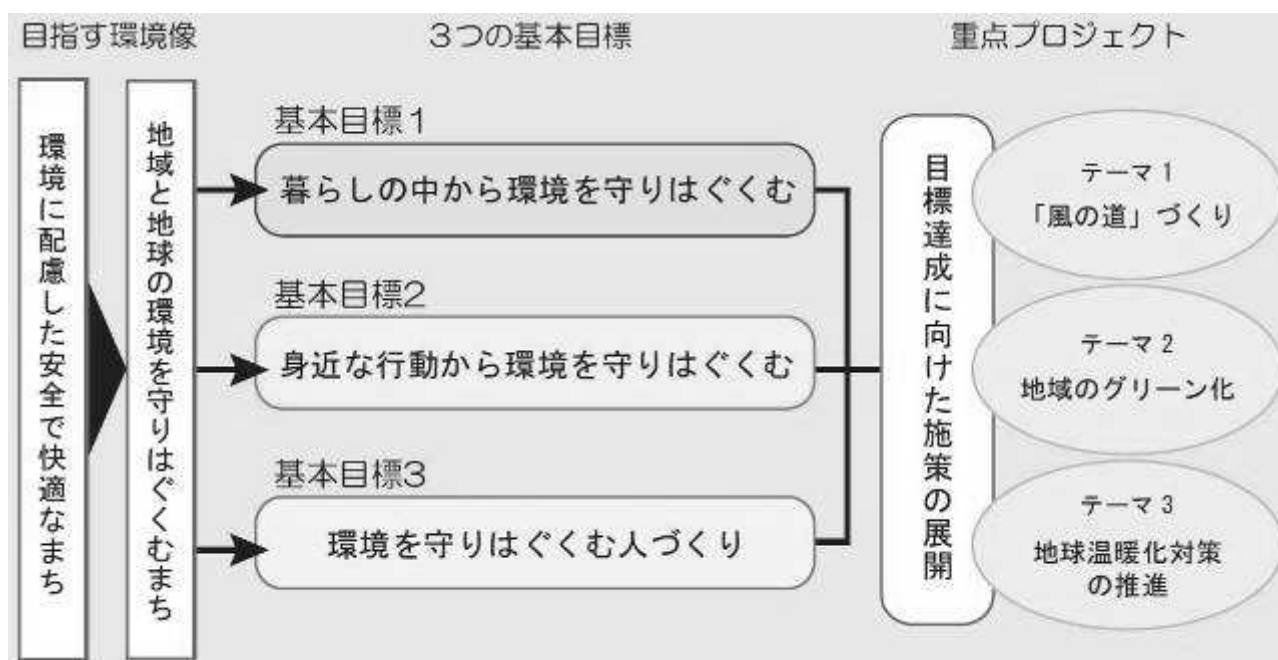 目指す環境像
3つの基本目標
重点プロジェクト
環境に配慮した安全で快適なまち
地域と地球の環境を守りはぐくむまち
基本目標1
暮らしの中から環境を守りはぐくむ
基本目標2
身近な行動から環境を守りはぐくむ
基本目標3
環境を守りはぐくむ人づくり
目標達成に向けた施策の展開
テーマ1
「風の道」づくり
テーマ2
地域のグリーン化
テーマ3
地球温暖化対策
の推進